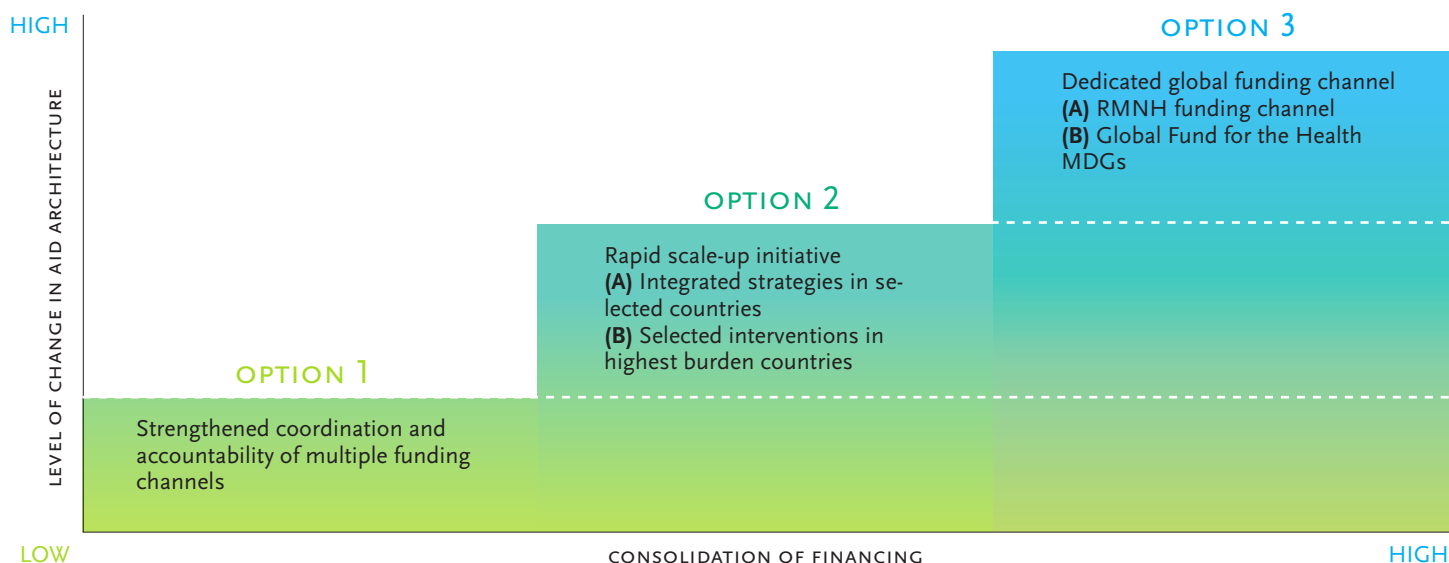 HIGH
LEVEL OF CHANGE IN AID ARCHITECTURE
OPTION 3
Dedicated global funding channel
(A) RMNH funding channel
(B) Global Fund for the Health
MDGs
OPTION 2
Rapid scale-up initiative
(A) Integrated strategies in se-
lected countries
(B) Selected interventions in
highest burden countries
OPTION 1
Strengthened coordination and
accountability of multiple funding
channels
LOW
CONSOLIDATION OF FINANCING
HIGH